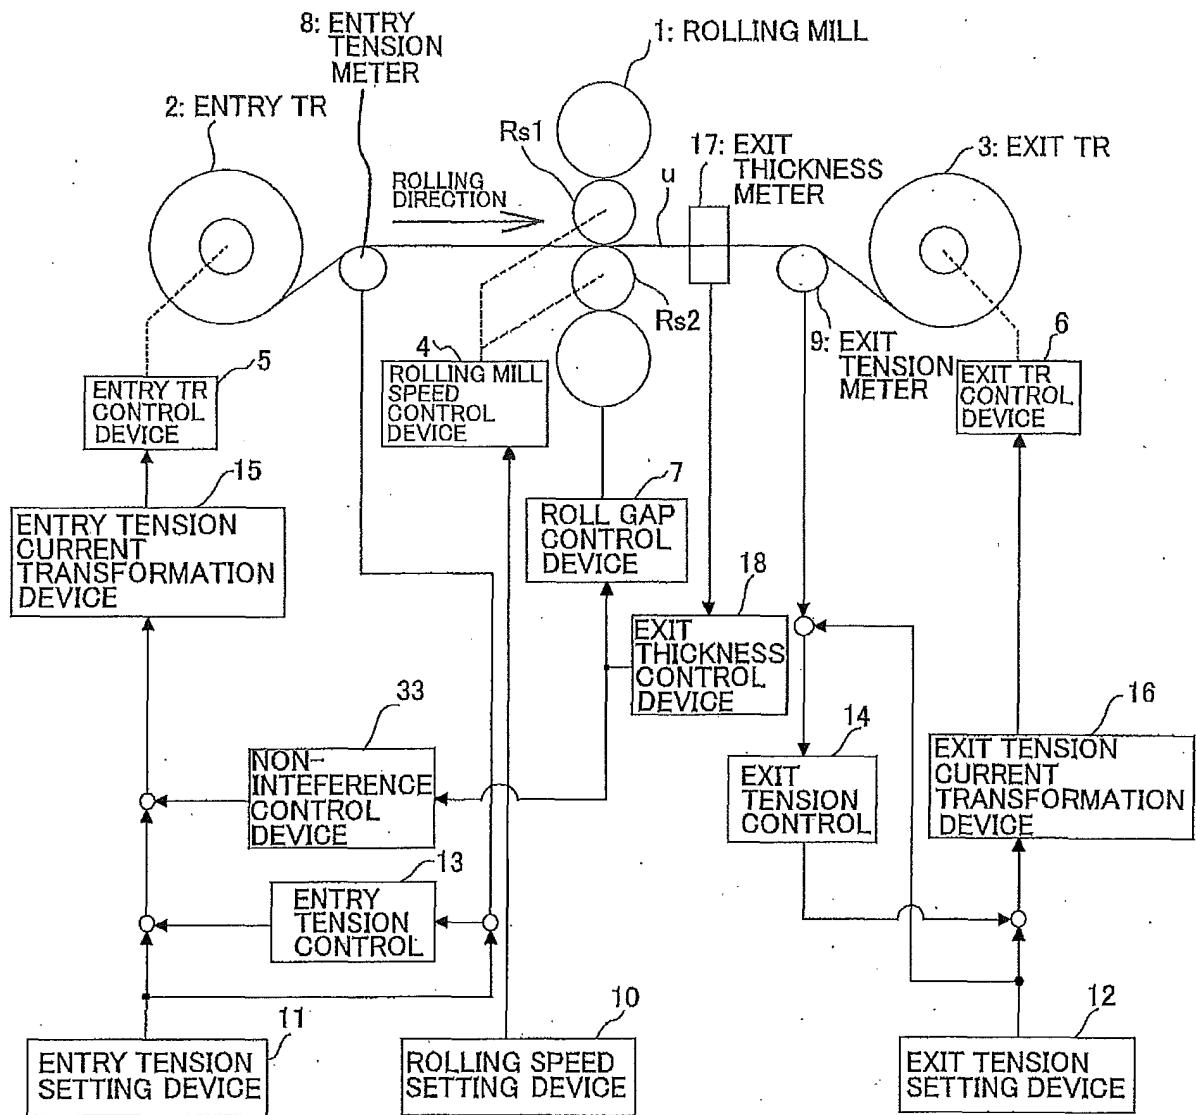 8: ENTRY
TENSION
METER
1: ROLLING MILL
2: ENTRY TR
Rs1
17: EXIT
THICKNESS
METER
3: EXIT TR
ROLLING
DIRECTION
u
Rs2
9: EXIT
TENSION
METER
5
ENTRY TR
CONTROL
DEVICE
4
ROLLING MILL
SPEED
CONTROL
DEVICE
6
EXIT TR
CONTROL
DEVICE
15
ENTRY TENSION
CURRENT
TRANSFORMATION
DEVICE
7
ROLL GAP
CONTROL
DEVICE
18
EXIT
THICKNESS
CONTROL
DEVICE
33
NON-
INTEFERENCE
CONTROL
DEVICE
14
EXIT
TENSION
CONTROL
16
EXIT TENSION
CURRENT
TRANSFORMATION
DEVICE
13
ENTRY
TENSION
CONTROL
11
ENTRY TENSION
SETTING DEVICE
10
ROLLING SPEED
SETTING DEVICE
12
EXIT TENSION
SETTING DEVICE